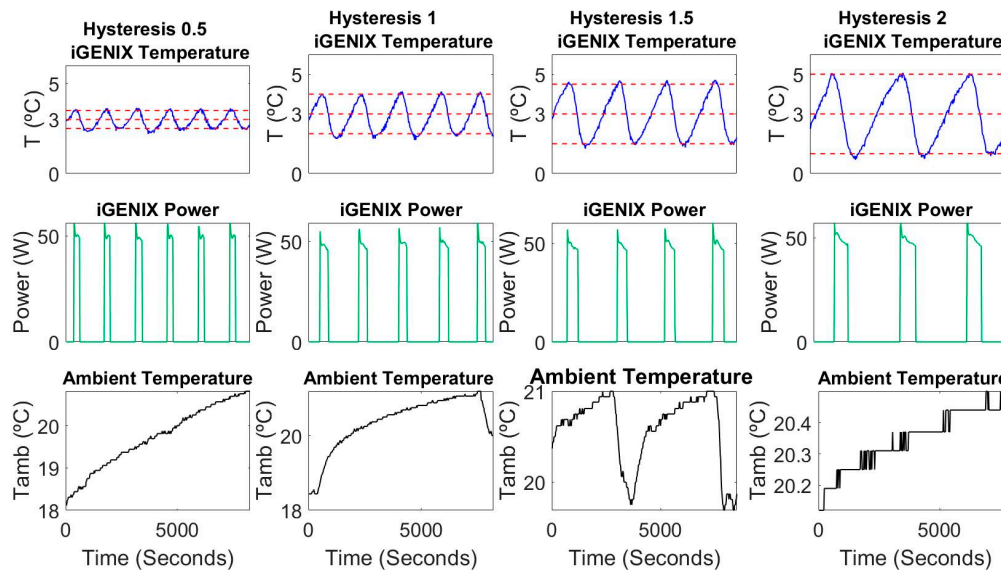 Hysteresis 0.5
iGENIX Temperature
T (ºC)
5
3
0
Hysteresis 1
iGENIX Temperature
T (ºC)
5
3
0
Hysteresis 1.5
iGENIX Temperature
T (ºC)
5
3
0
Hysteresis 2
iGENIX Temperature
T (ºC)
5
3
0
iGENIX Power
Power (W)
50
0
iGENIX Power
Power (W)
50
0
iGENIX Power
Power (W)
50
0
iGENIX Power
Power (W)
50
0
Ambient Temperature
Tamb (ºC)
20
19
18
0
5000
Time (Seconds)
Ambient Temperature
Tamb (ºC)
20
18
0
5000
Time (Seconds)
Ambient Temperature
Tamb (ºC)
21
20
0
5000
Time (Seconds)
Ambient Temperature
Tamb (ºC)
20.4
20.3
20.2
0
5000
Time (Seconds)